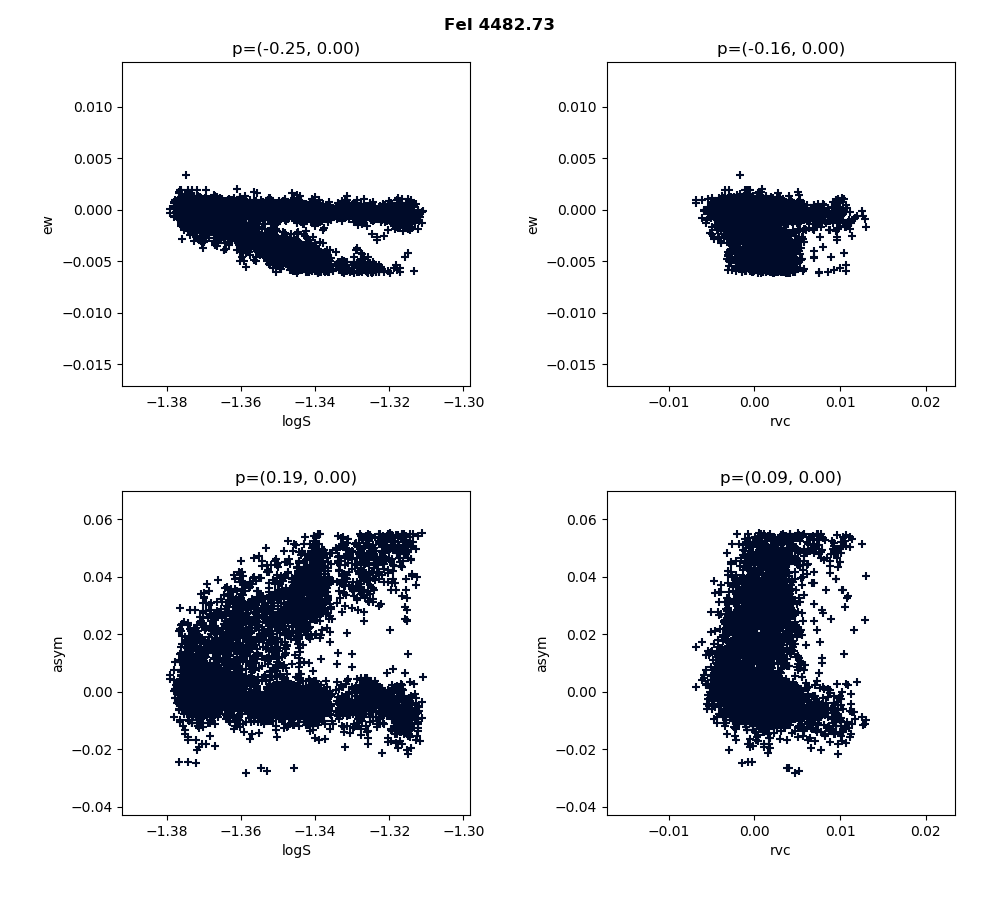 FeI 4482.73
p=(-0.25, 0.00)
p=(-0.16, 0.00)
0.010
0.005
0.000
−0.005
−0.010
−0.015
ew
−1.38 −1.36 −1.34 −1.32 −1.30
logS
0.010
0.005
0.000
−0.005
−0.010
−0.015
ew
−0.01 0.00 0.01 0.02
rvc
p=(0.19, 0.00)
p=(0.09, 0.00)
0.06
0.04
0.02
0.00
−0.02
−0.04
asym
−1.38 −1.36 −1.34 −1.32 −1.30
logS
0.06
0.04
0.02
0.00
−0.02
−0.04
asym
−0.01 0.00 0.01 0.02
rvc